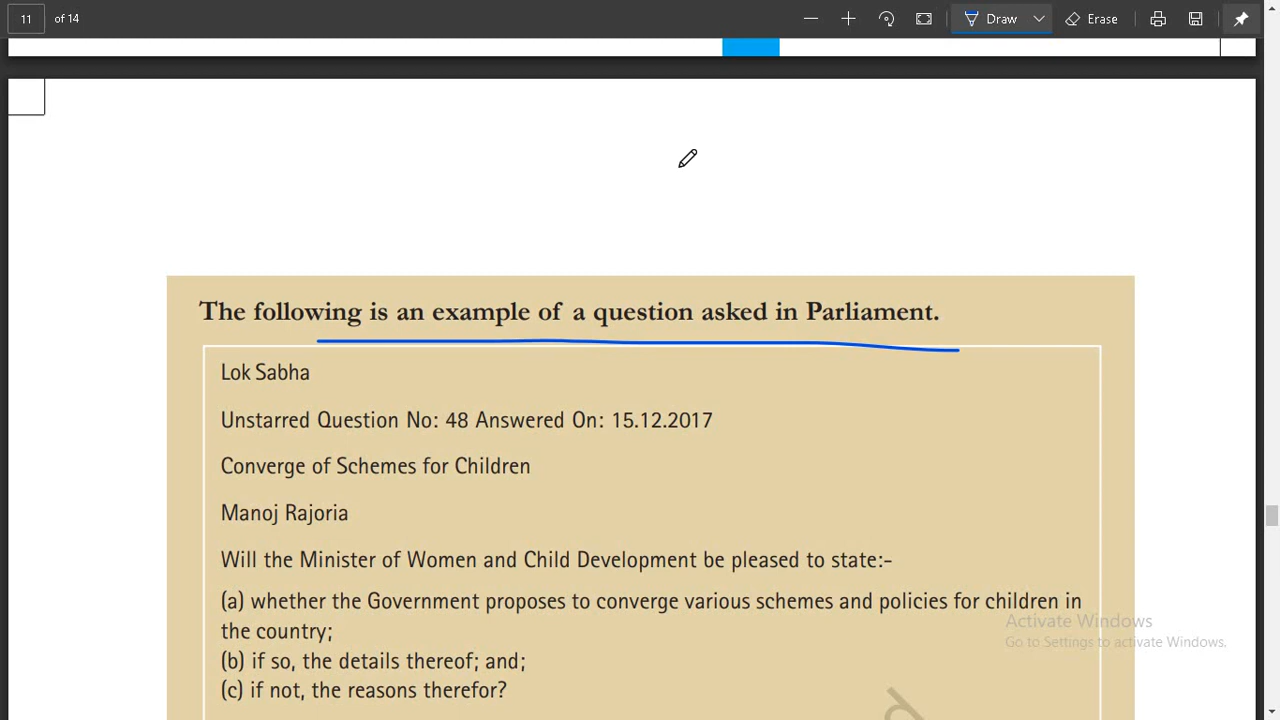 11 of 14 Draw Erase
The following is an example of a question asked in Parliament.
Lok Sabha
Unstarred Question No: 48 Answered On: 15.12.2017
Converge of Schemes for Children
Manoj Rajoria
Will the Minister of Women and Child Development be pleased to state:-
(a) whether the Government proposes to converge various schemes and policies for children in
the country;
(b) if so, the details thereof; and;
(c) if not, the reasons therefor?
Activate Windows
Go to Settings to activate Windows.